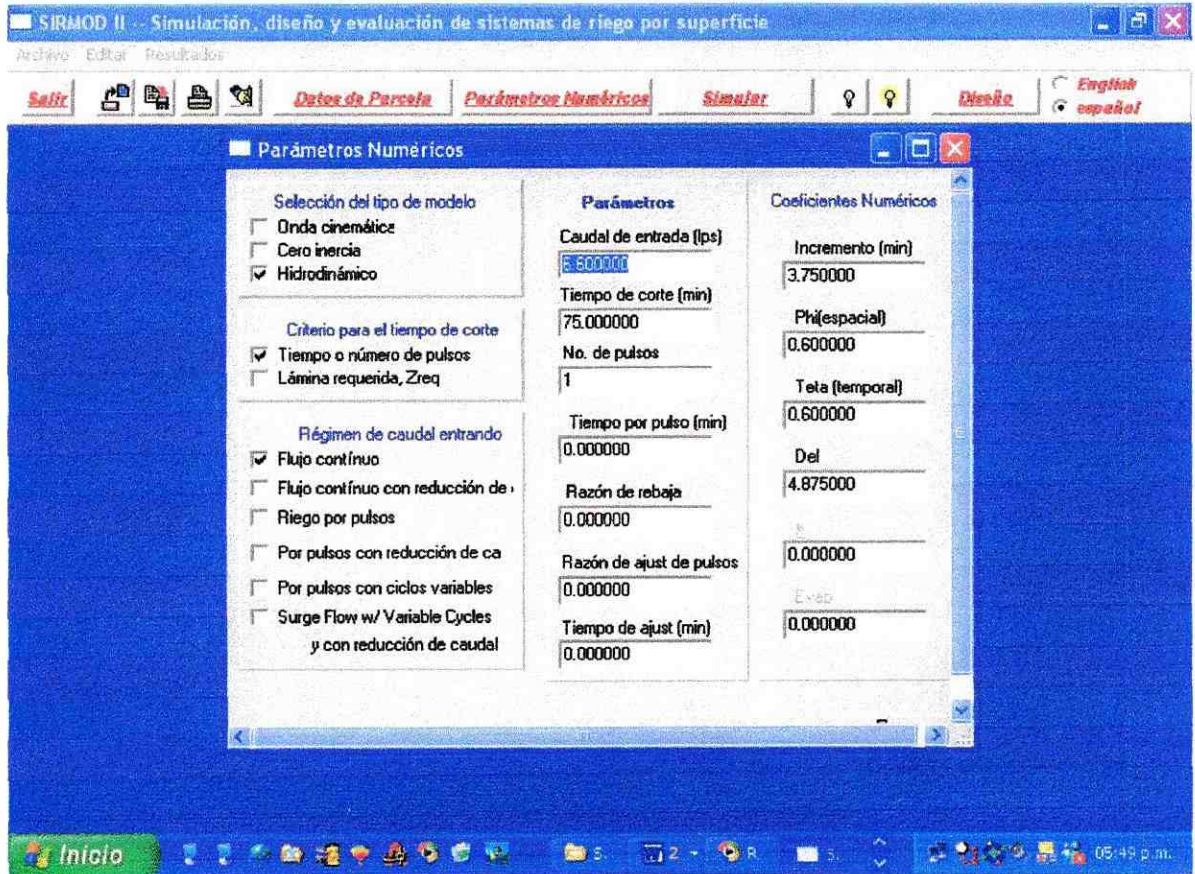 SIRMOD II -- Simulación, diseño y evaluación de sistemas de riego por superficie
Archivo Editar Resultados
Salir Datos de Parcela Parámetros Numéricos Simular Diseño English
español
Parámetros Numéricos
Selección del tipo de modelo
Onda cinemática
Cero inercia
Hidrodinámico
Criterio para el tiempo de corte
Tiempo o número de pulsos
Lámina requerida, Zreq
Régimen de caudal entrando
Flujo contínuo
Flujo contínuo con reducción de
Riego por pulsos
Por pulsos con reducción de ca
Por pulsos con ciclos variables
Surge Flow w/ Variable Cycles
y con reducción de caudal
Parámetros
Caudal de entrada (lps)
6.600000
Tiempo de corte (min)
75.000000
No. de pulsos
1
Tiempo por pulso (min)
0.000000
Razón de rebaja
0.000000
Razón de ajust de pulsos
0.000000
Tiempo de ajust (min)
0.000000
Coeficientes Numéricos
Incremento (min)
3.750000
Phi(espacial)
0.600000
Teta (temporal)
0.600000
Del
4.875000
0.000000
Evap
0.000000
Inicio S. 2 - R S. 05:49 p.m.